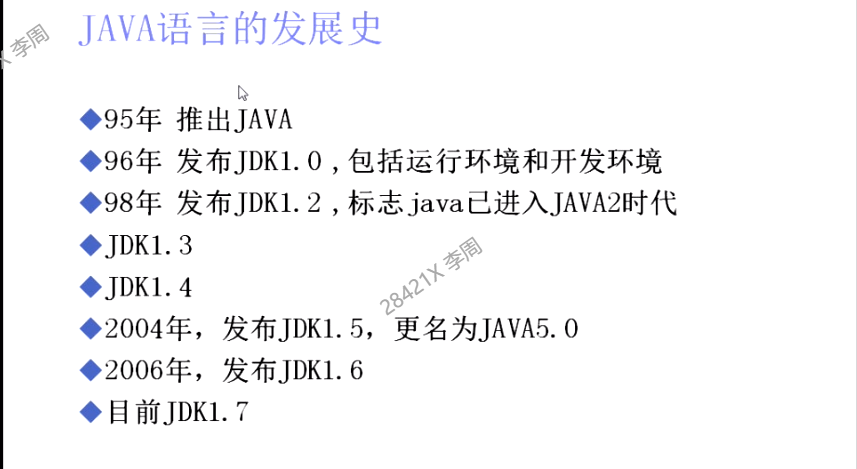 JAVA语言的发展史
X 李周
95年 推出JAVA
96年 发布JDK1.0,包括运行环境和开发环境
98年 发布JDK1.2,标志java已进入JAVA2时代
JDK1.3
JDK1.4
28421X 李周
2004年，发布JDK1.5，更名为JAVA5.0
2006年，发布JDK1.6
目前JDK1.7